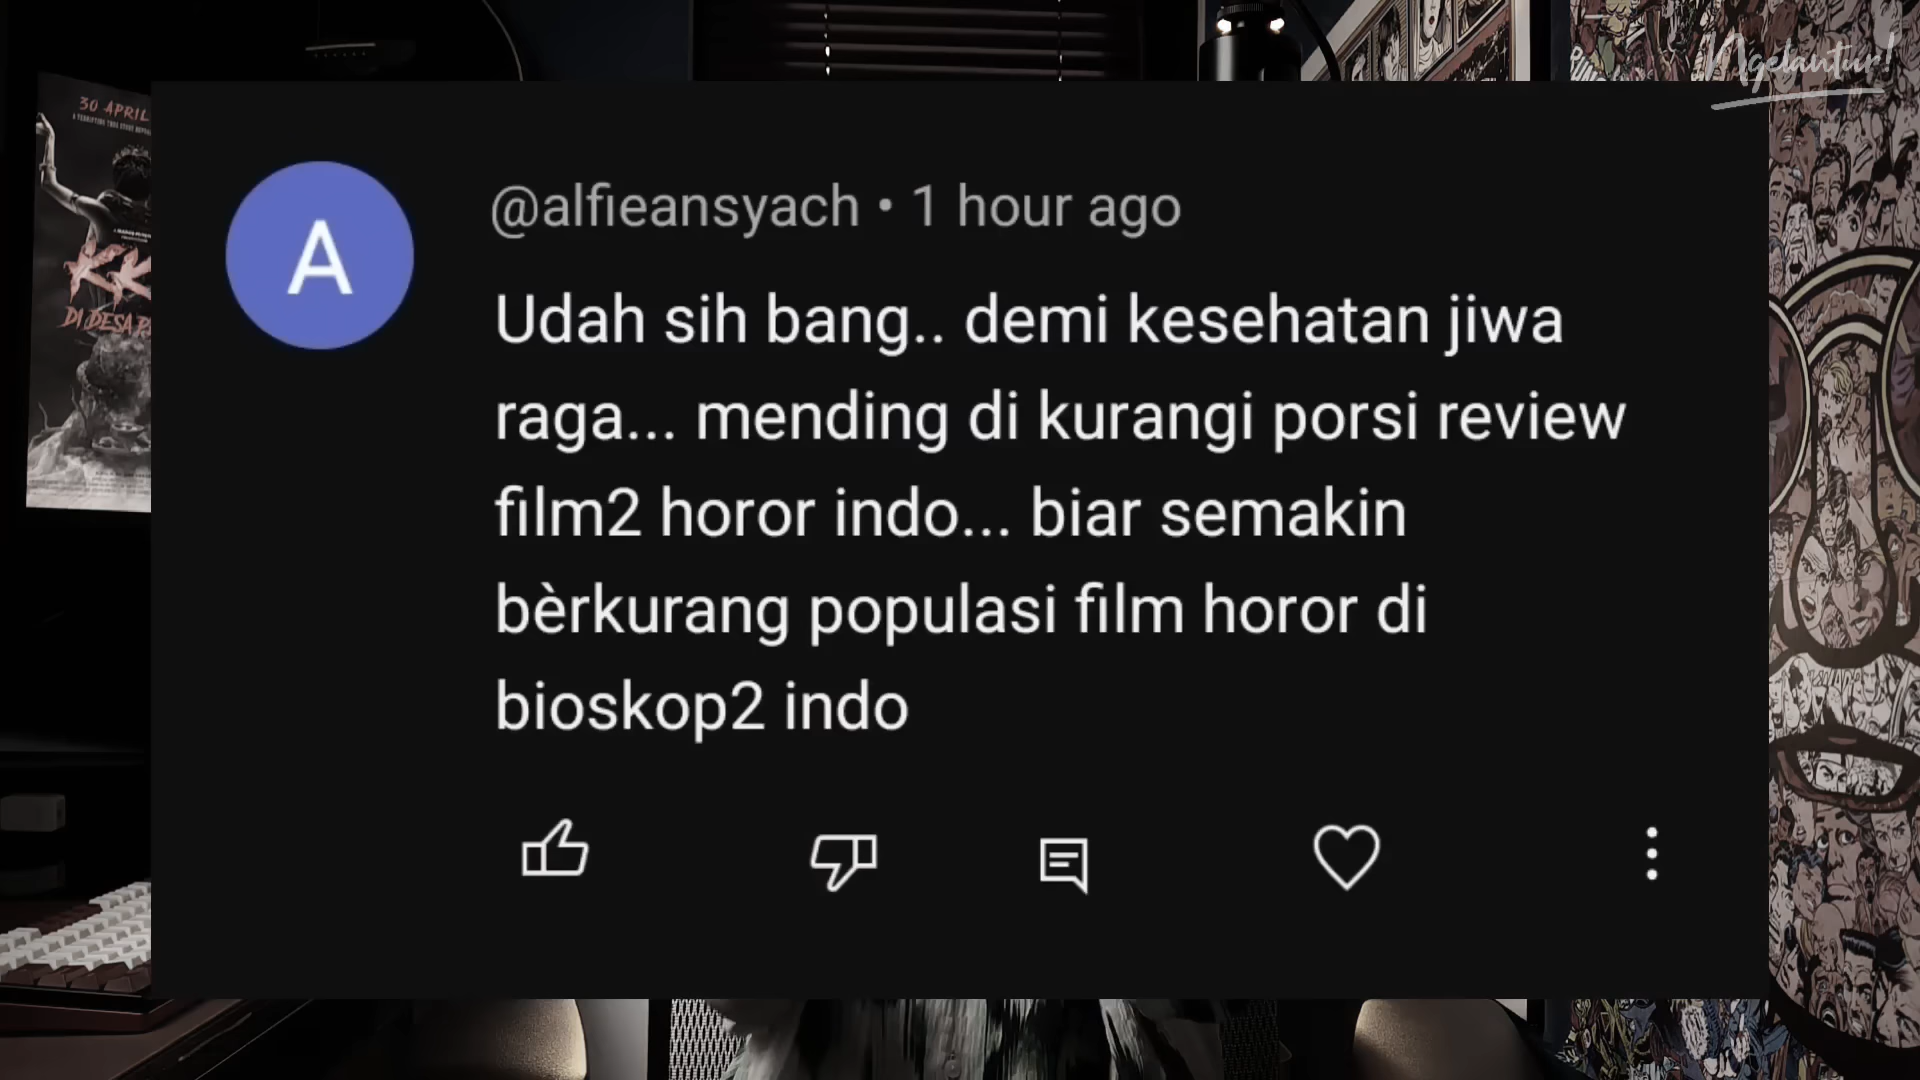 Ngelantur!
30 APRIL
KK
DI DESA P
A
@alfieansyach • 1 hour ago
Udah sih bang.. demi kesehatan jiwa
raga... mending di kurangi porsi review
film2 horor indo... biar semakin
bèrkurang populasi film horor di
bioskop2 indo